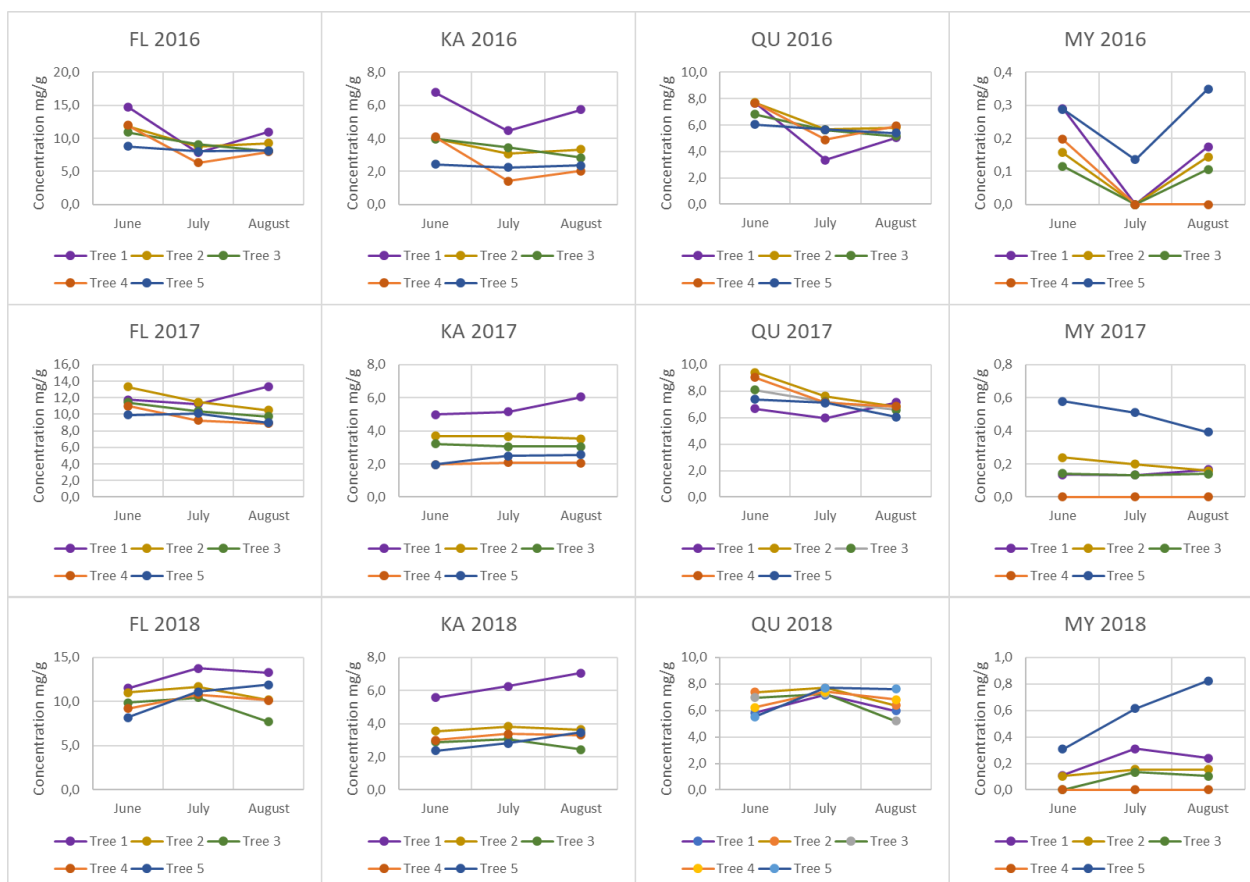 FL 2016
Concentration mg/g
20,0
15,0
10,0
5,0
0,0
June July August
Tree 1 Tree 2 Tree 3
Tree 4 Tree 5
KA 2016
Concentration mg/g
8,0
6,0
4,0
2,0
0,0
June July August
Tree 1 Tree 2 Tree 3
Tree 4 Tree 5
QU 2016
Concentration mg/g
10,0
8,0
6,0
4,0
2,0
0,0
June July August
Tree 1 Tree 2 Tree 3
Tree 4 Tree 5
MY 2016
Concentration mg/g
0,4
0,3
0,2
0,1
0,0
June July August
Tree 1 Tree 2 Tree 3
Tree 4 Tree 5
FL 2017
Concentration mg/g
16,0
14,0
12,0
10,0
8,0
6,0
4,0
2,0
0,0
June July August
Tree 1 Tree 2 Tree 3
Tree 4 Tree 5
KA 2017
Concentration mg/g
8,0
6,0
4,0
2,0
0,0
June July August
Tree 1 Tree 2 Tree 3
Tree 4 Tree 5
QU 2017
Concentration mg/g
10,0
8,0
6,0
4,0
2,0
0,0
June July August
Tree 1 Tree 2 Tree 3
Tree 4 Tree 5
MY 2017
Concentration mg/g
0,8
0,6
0,4
0,2
0,0
June July August
Tree 1 Tree 2 Tree 3
Tree 4 Tree 5
FL 2018
Concentration mg/g
15,0
10,0
5,0
0,0
June July August
Tree 1 Tree 2 Tree 3
Tree 4 Tree 5
KA 2018
Concentration mg/g
8,0
6,0
4,0
2,0
0,0
June July August
Tree 1 Tree 2 Tree 3
Tree 4 Tree 5
QU 2018
Concentration mg/g
10,0
8,0
6,0
4,0
2,0
0,0
June July August
Tree 1 Tree 2 Tree 3
Tree 4 Tree 5
MY 2018
Concentration mg/g
1,0
0,8
0,6
0,4
0,2
0,0
June July August
Tree 1 Tree 2 Tree 3
Tree 4 Tree 5